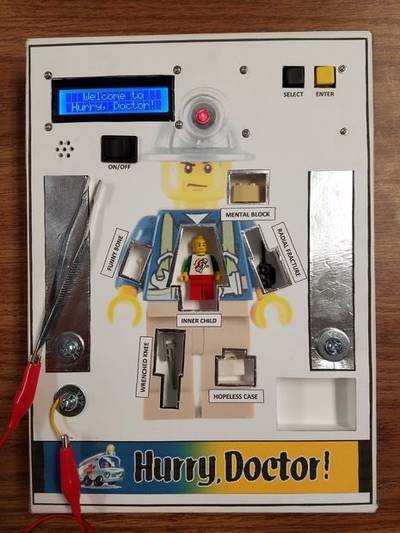 Welcome to
Hurry, Doctor!
SELECT
ENTER
ON/OFF
MENTAL BLOCK
FUNNY BONE
RADIAS FRACTURE
INNER CHILD
WRENCHED KNEE
HOPELESS CASE
Hurry, Doctor!